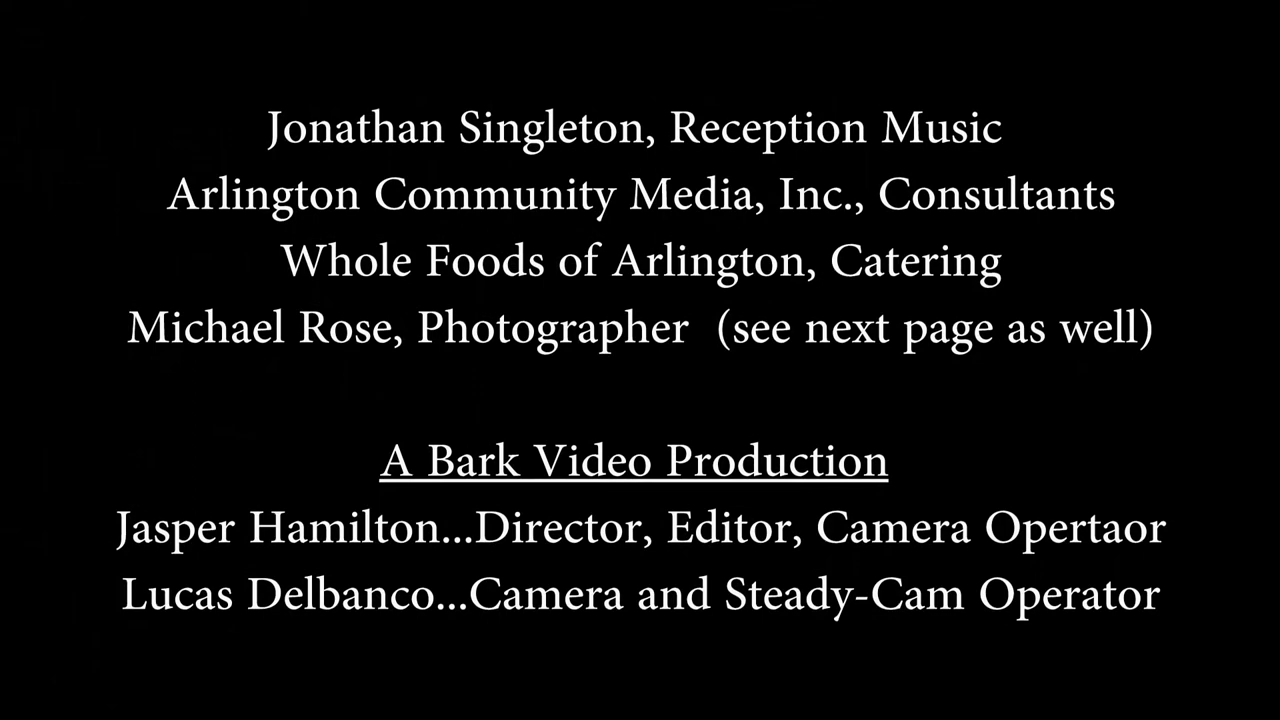 Jonathan Singleton, Reception Music
Arlington Community Media, Inc., Consultants
Whole Foods of Arlington, Catering
Michael Rose, Photographer  (see next page as well)
A Bark Video Production
Jasper Hamilton...Director, Editor, Camera Opertaor
Lucas Delbanco...Camera and Steady-Cam Operator